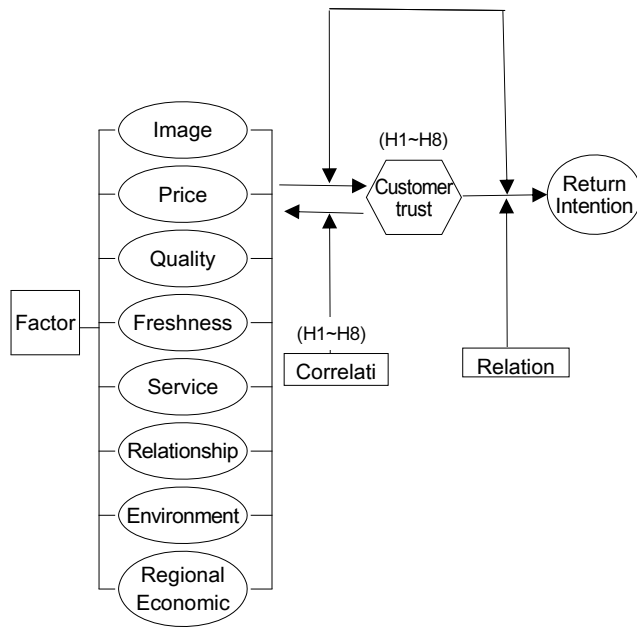 (H1~H8)
Image
Price
Quality
Freshness
Service
Relationship
Environment
Regional
Economic
Factor
Customer
trust
Return
Intention
(H1~H8)
Correlati
Relation